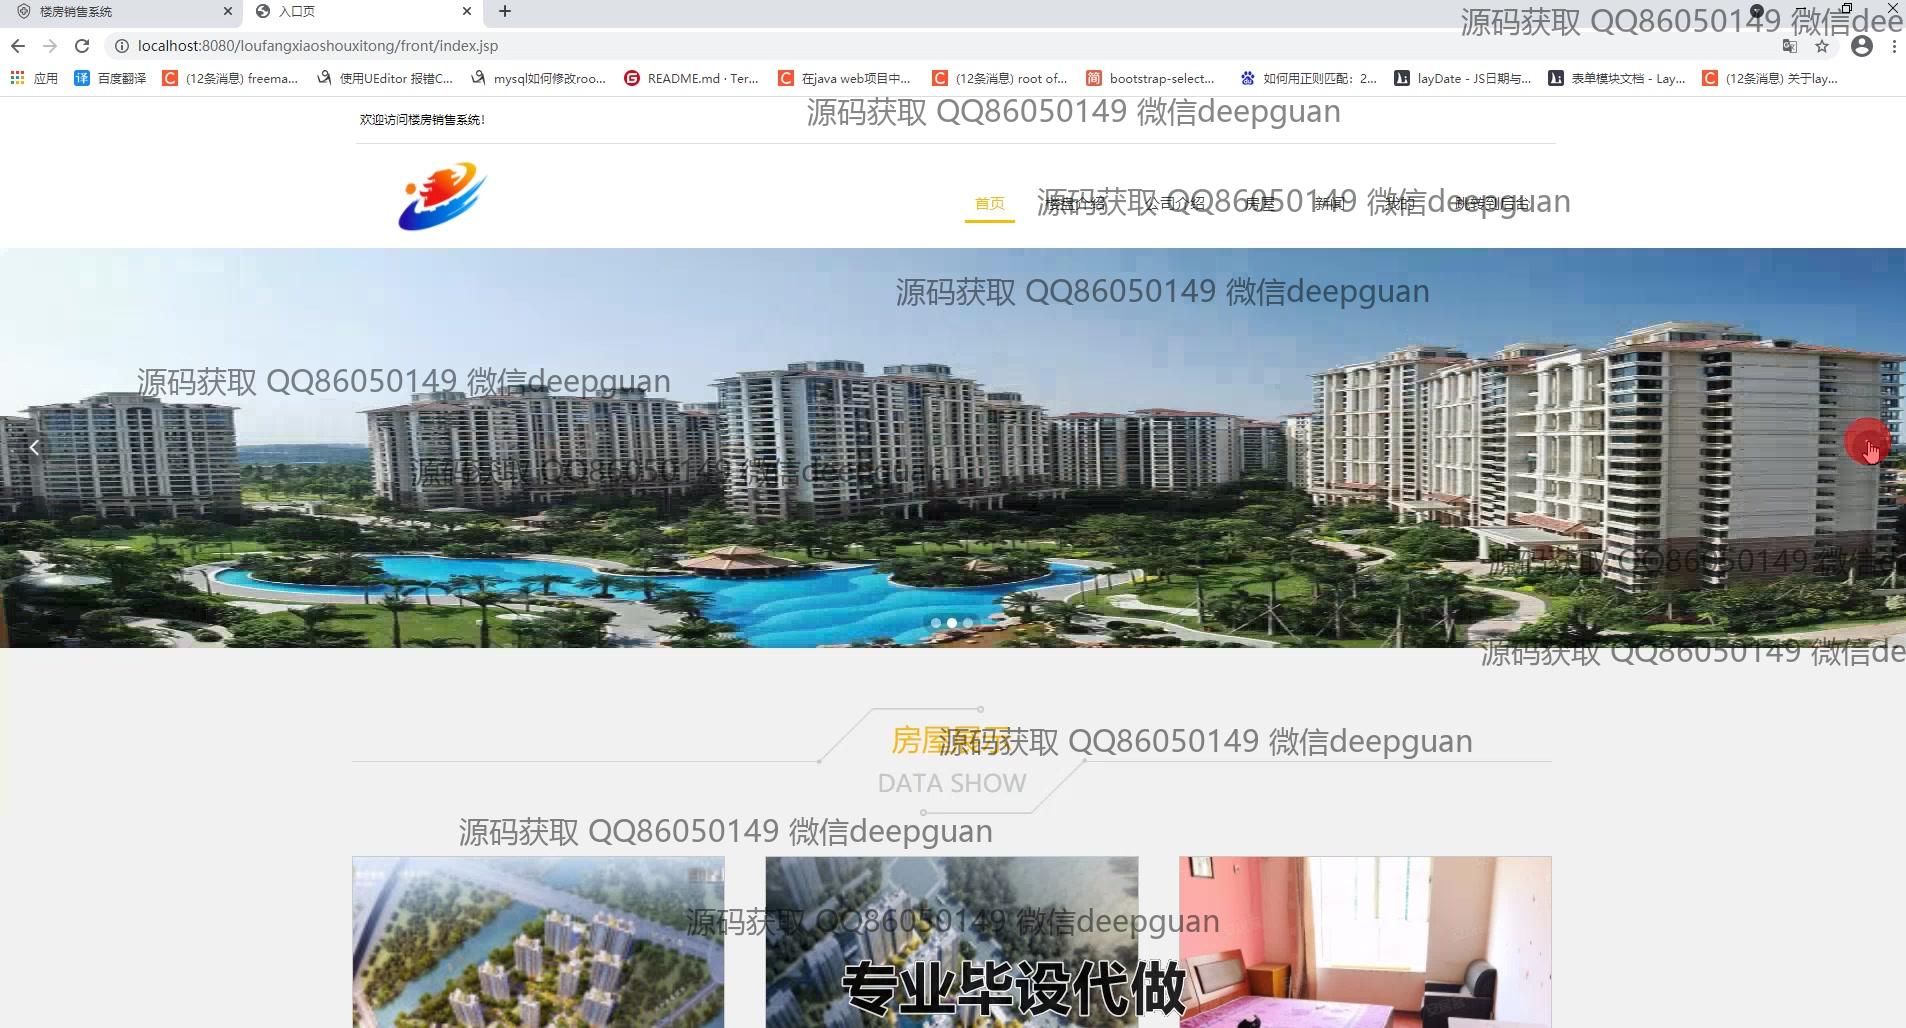 楼房销售系统
入口页
源码获取 QQ86050149 微信dee
localhost:8080/loufangxiaoshouxitong/front/index.jsp
应用
百度翻译
(12条消息) freema...
使用UEditor 报错C...
mysql如何修改roo...
README.md · Ter...
在java web项目中...
(12条消息) root of...
bootstrap-select...
如何用正则匹配：2...
layDate - JS日期与...
表单模块文档 - Lay...
(12条消息) 关于lay...
源码获取 QQ86050149 微信deepguan
欢迎访问楼房销售系统!
首页
楼盘介绍
公司介绍
房屋
新闻
我的
跳转到后台
源码获取 QQ86050149 微信deepguan
源码获取 QQ86050149 微信deepguan
源码获取 QQ86050149 微信deepguan
源码获取 QQ86050149 微信deepguan
源码获取 QQ86050149 微信de
源码获取 QQ86050149 微信de
房屋展示
源码获取 QQ86050149 微信deepguan
DATA SHOW
源码获取 QQ86050149 微信deepguan
源码获取 QQ86050149 微信deepguan
专业毕设代做